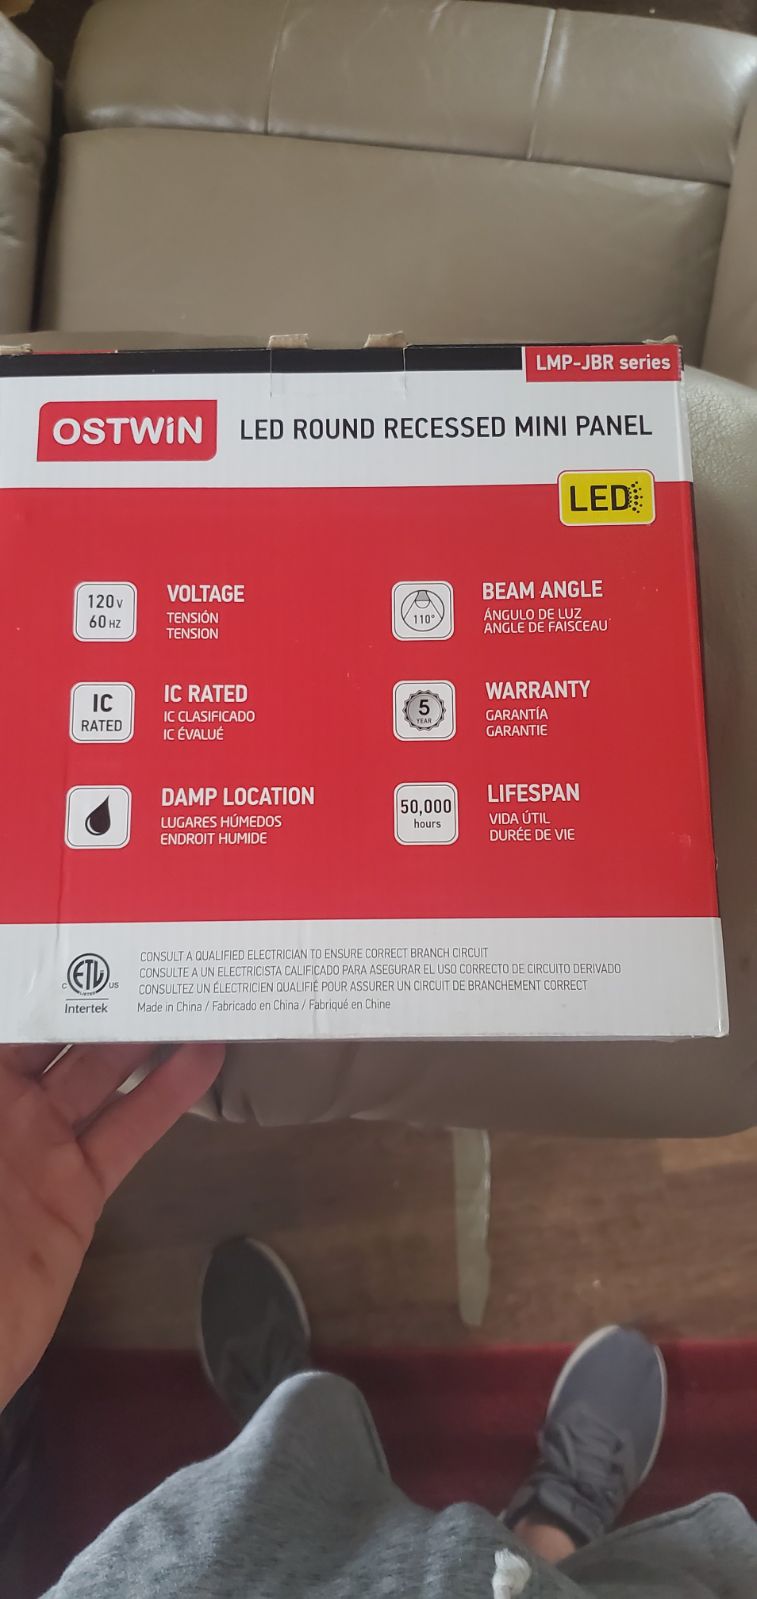 LMP-JBR series
OSTWiN
LED ROUND RECESSED MINI PANEL
LED
120V
60 HZ
VOLTAGE
TENSIÓN
TENSION
110°
BEAM ANGLE
ÁNGULO DE LUZ
ANGLE DE FAISCEAU
IC
RATED
IC RATED
IC CLASIFICADO
IC ÉVALUÉ
5
YEAR
WARRANTY
GARANTÍA
GARANTIE
DAMP LOCATION
LUGARES HÚMEDOS
ENDROIT HUMIDE
50,000
hours
LIFESPAN
VIDA ÚTIL
DURÉE DE VIE
C ETL US
LISTED
Intertek
CONSULT A QUALIFIED ELECTRICIAN TO ENSURE CORRECT BRANCH CIRCUIT
CONSULTE A UN ELECTRICISTA CALIFICADO PARA ASEGURAR EL USO CORRECTO DE CIRCUITO DERIVADO
CONSULTEZ UN ÉLECTRICIEN QUALIFIÉ POUR ASSURER UN CIRCUIT DE BRANCHEMENT CORRECT
Made in China / Fabricado en China / Fabriqué en Chine